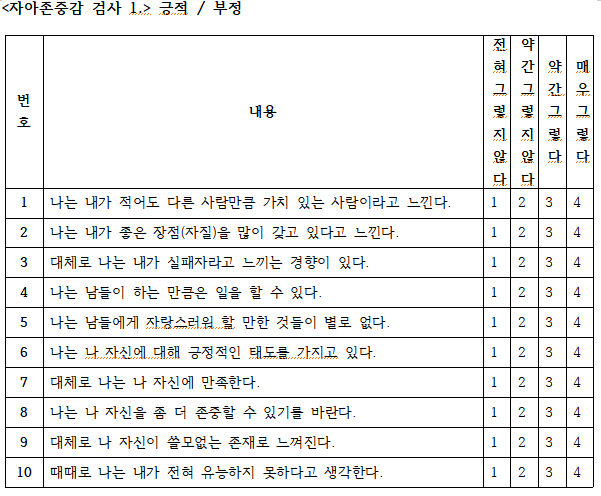 <자아존중감 검사 1.> 긍적 / 부정
번호 내용 전혀그렇지않다 약간그렇지않다 약간그렇다 매우그렇다
1 나는 내가 적어도 다른 사람만큼 가치 있는 사람이라고 느낀다. 1 2 3 4
2 나는 내가 좋은 장점(자질)을 많이 갖고 있다고 느낀다. 1 2 3 4
3 대체로 나는 내가 실패자라고 느끼는 경향이 있다. 1 2 3 4
4 나는 남들이 하는 만큼은 일을 할 수 있다. 1 2 3 4
5 나는 남들에게 자랑스러워 할 만한 것들이 별로 없다. 1 2 3 4
6 나는 나 자신에 대해 긍정적인 태도를 가지고 있다. 1 2 3 4
7 대체로 나는 나 자신에 만족한다. 1 2 3 4
8 나는 나 자신을 좀 더 존중할 수 있기를 바란다. 1 2 3 4
9 대체로 나 자신이 쓸모없는 존재로 느껴진다. 1 2 3 4
10 때때로 나는 내가 전혀 유능하지 못하다고 생각한다. 1 2 3 4